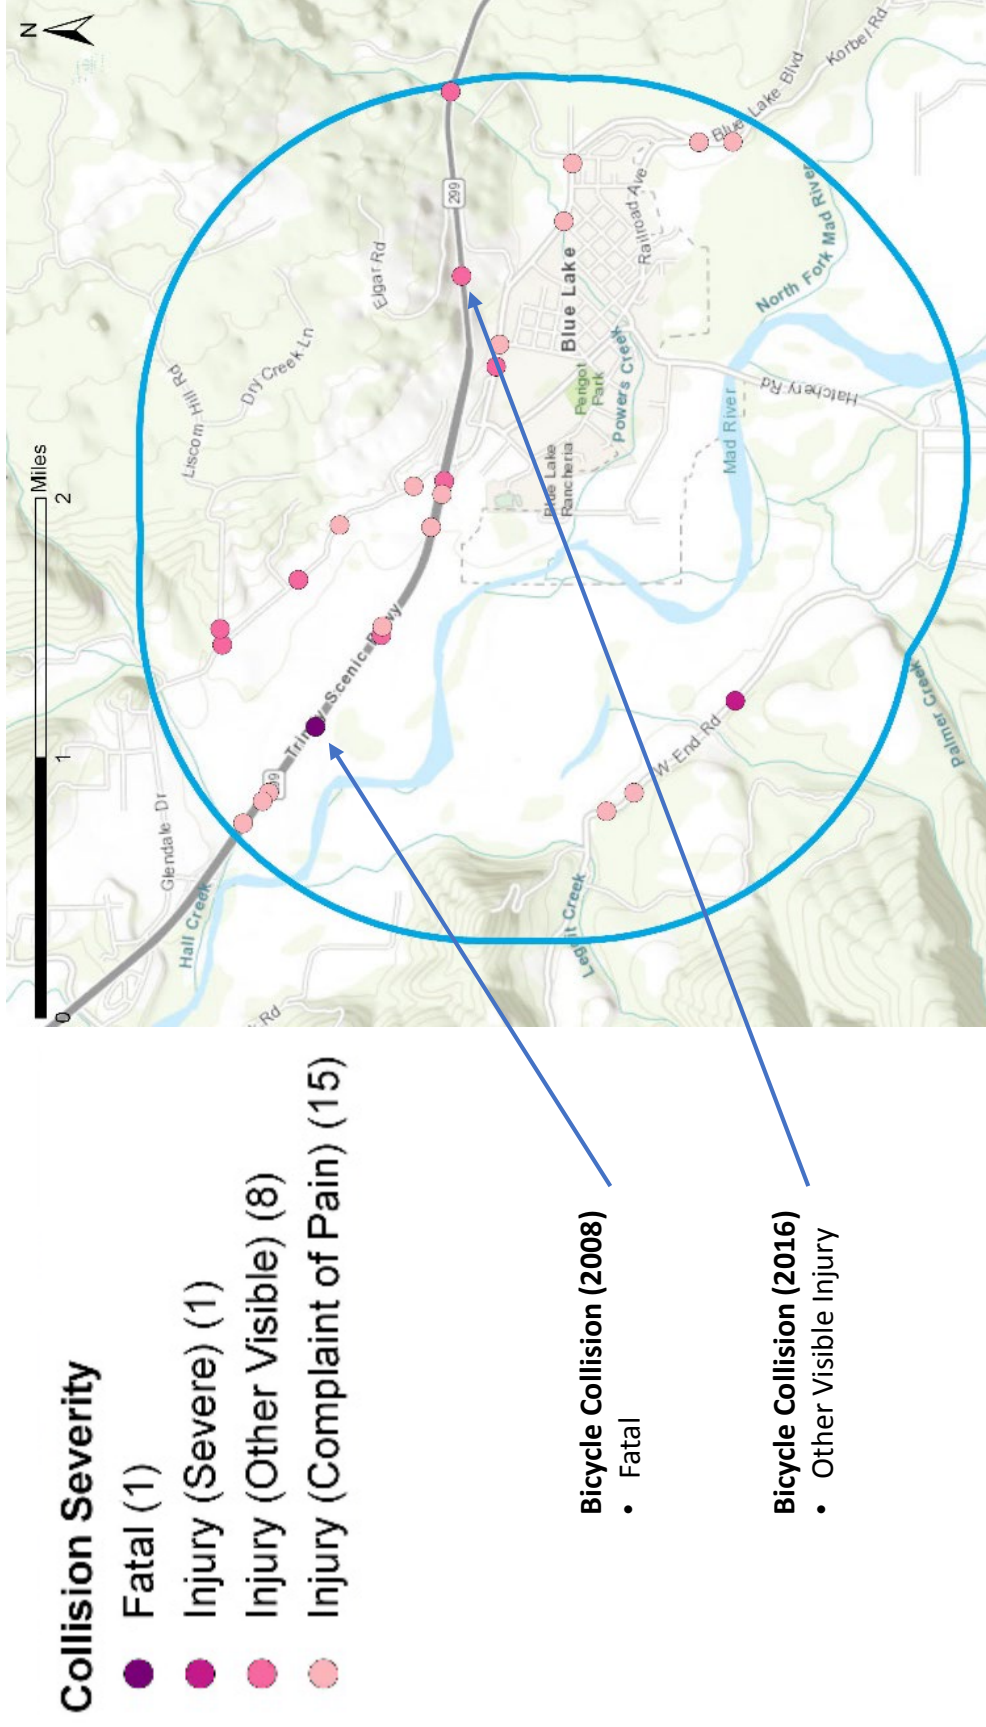 Collision Severity
Fatal (1)
Injury (Severe) (1)
Injury (Other Visible) (8)
Injury (Complaint of Pain) (15)
Bicycle Collision (2008)
• Fatal
Bicycle Collision (2016)
• Other Visible Injury
0
1
2
Miles
N
Hall Creek
Glendale Dr
Liscom Hill Rd
Dry Creek Ln
Elgar Rd
299
Scenic
Blue Lake
Rancheria
Perigot
Park
Powers Creek
Blue Lake
Railroad Ave
Blue Lake Blvd
Korbel Rd
North Fork Mad River
Mad River
Hatchery Rd
W End Rd
Creek
Palmer Creek
Rd